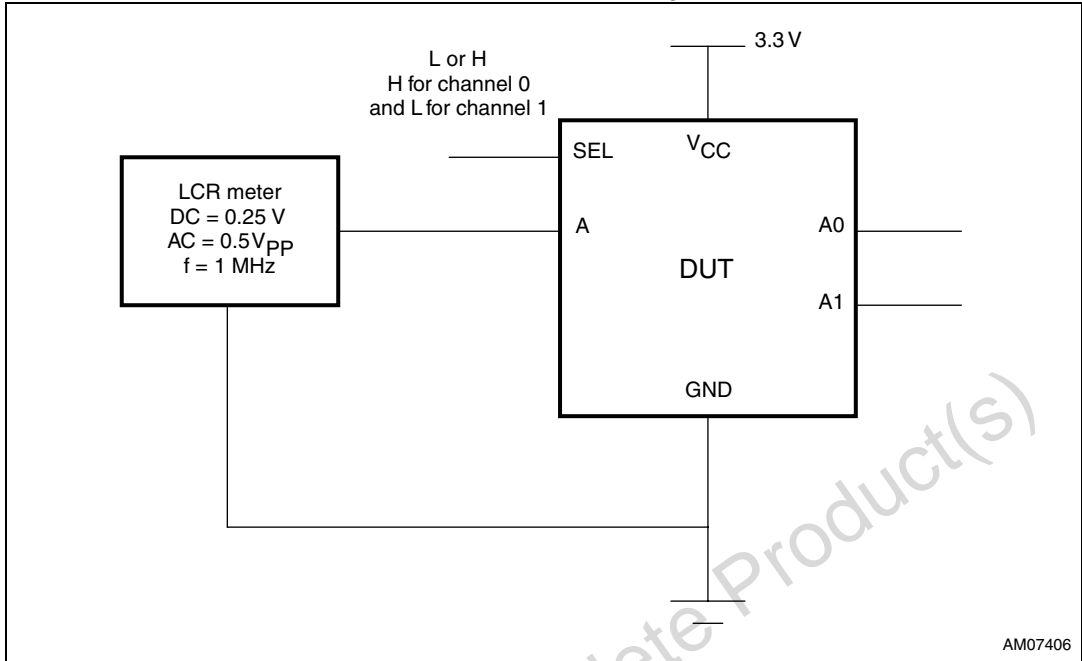 3.3 V
L or H
H for channel 0
and L for channel 1
SEL
VCC
LCR meter
DC = 0.25 V
AC = 0.5VPP
f = 1 MHz
A
A0
DUT
A1
GND
Product(s)
AM07406